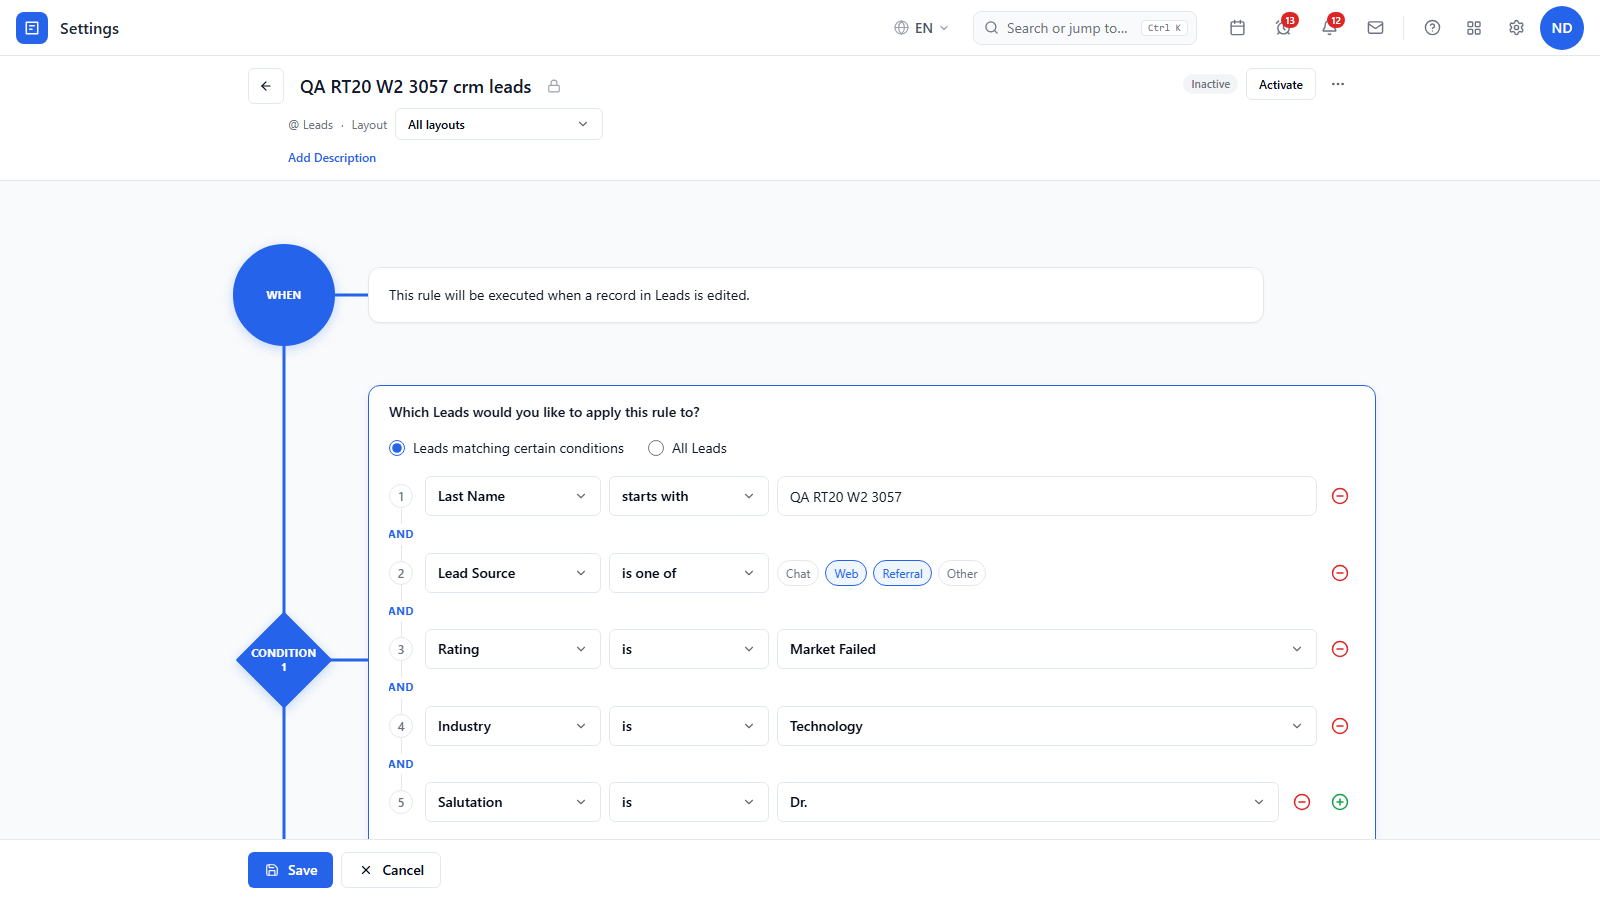 Settings
EN
Search or jump to...
Ctrl K
13
12
ND
QA RT20 W2 3057 crm leads
Inactive
Activate
@ Leads · Layout
All layouts
Add Description
WHEN
This rule will be executed when a record in Leads is edited.
Which Leads would you like to apply this rule to?
Leads matching certain conditions
All Leads
1
Last Name
starts with
QA RT20 W2 3057
AND
2
Lead Source
is one of
Chat
Web
Referral
Other
AND
CONDITION
1
3
Rating
is
Market Failed
AND
4
Industry
is
Technology
AND
5
Salutation
is
Dr.
Save
Cancel